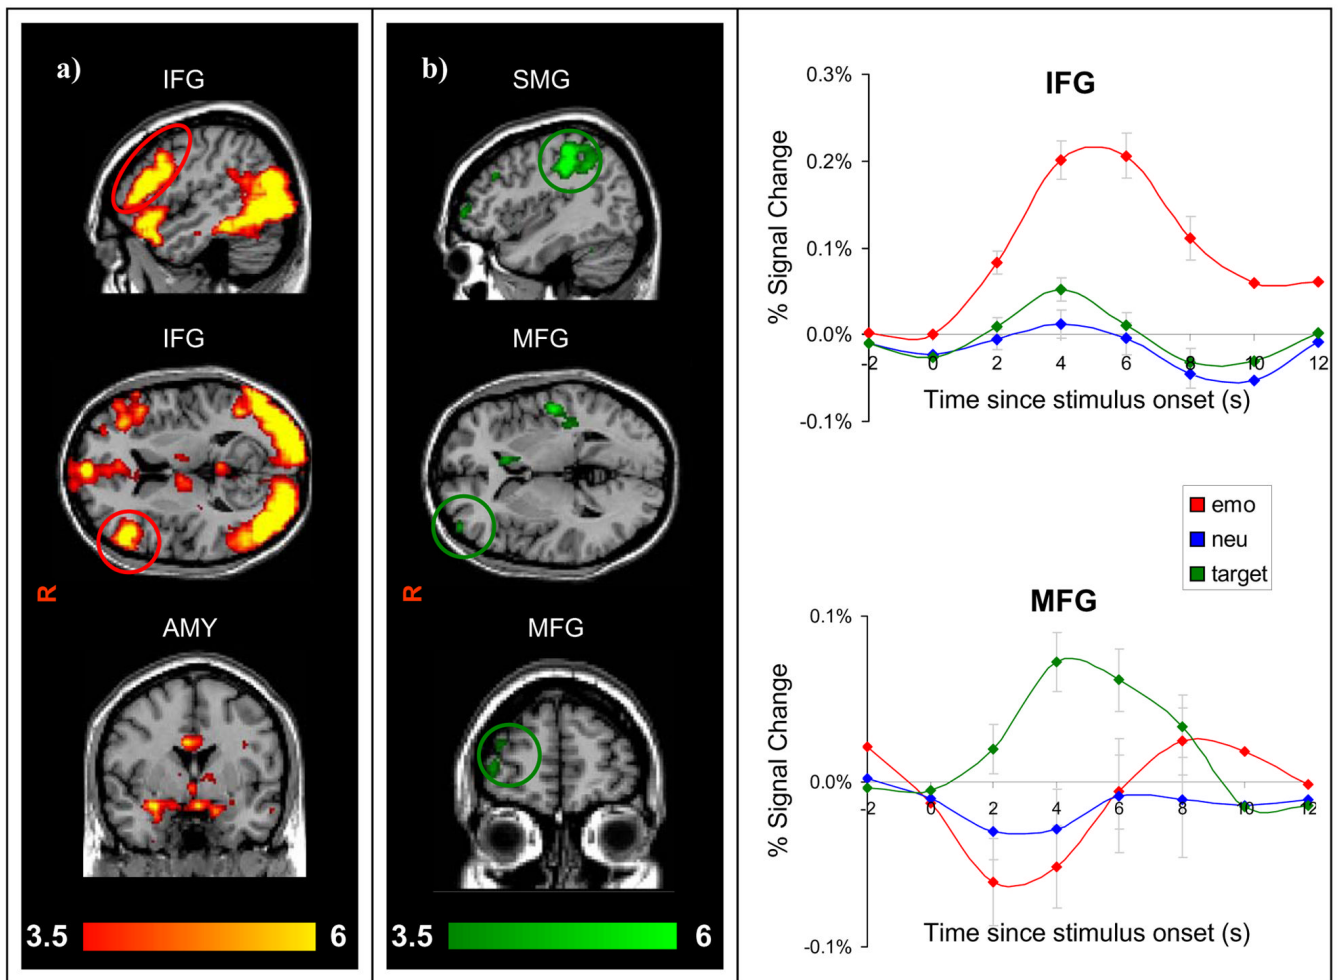 a)
IFG
IFG
R
AMY
3.5
6
b)
SMG
MFG
R
MFG
3.5
6
IFG
0.3%
0.2%
0.1%
0.0%
-0.1%
% Signal Change
-2 0 2 4 6 8 10 12
Time since stimulus onset (s)
emo
neu
target
MFG
0.1%
0.0%
-0.1%
% Signal Change
-2 0 2 4 6 8 10 12
Time since stimulus onset (s)